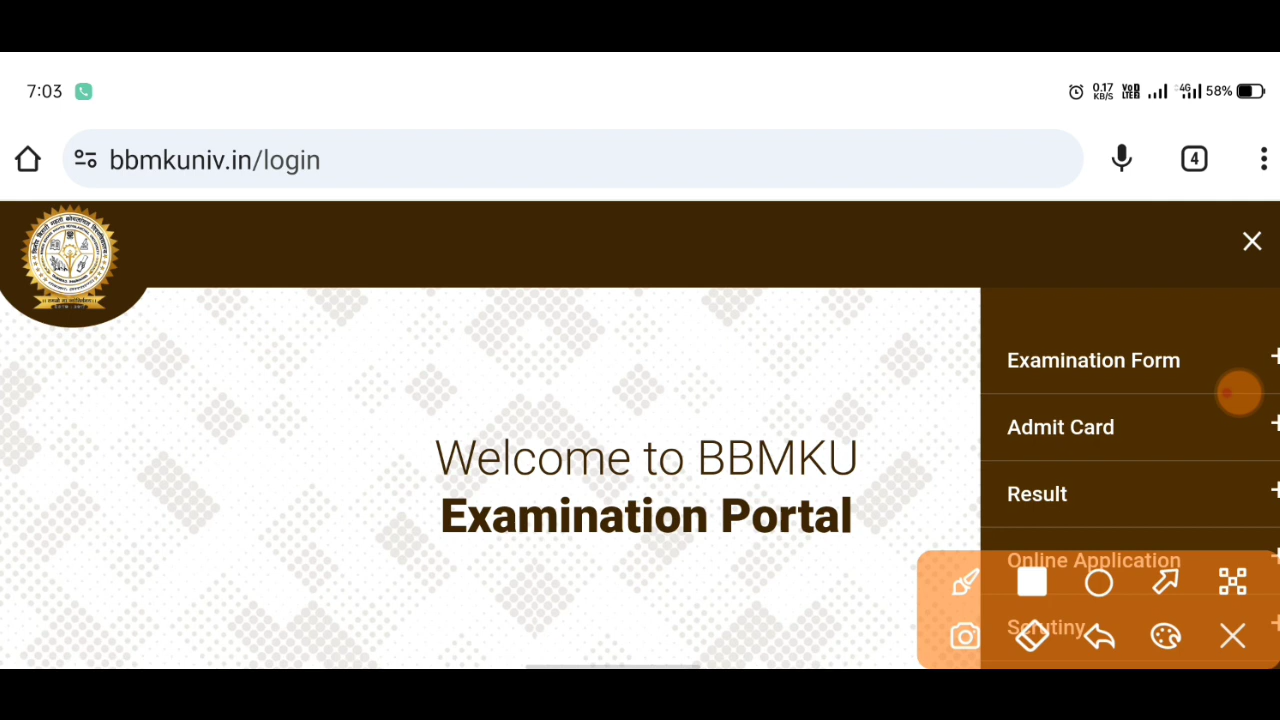 7:03
0.17
KB/S
VoD
LTE
4G
58%
bbmkuniv.in/login
4
Welcome to BBMKU
Examination Portal
Examination Form
Admit Card
Result
Online Application
Scrutiny